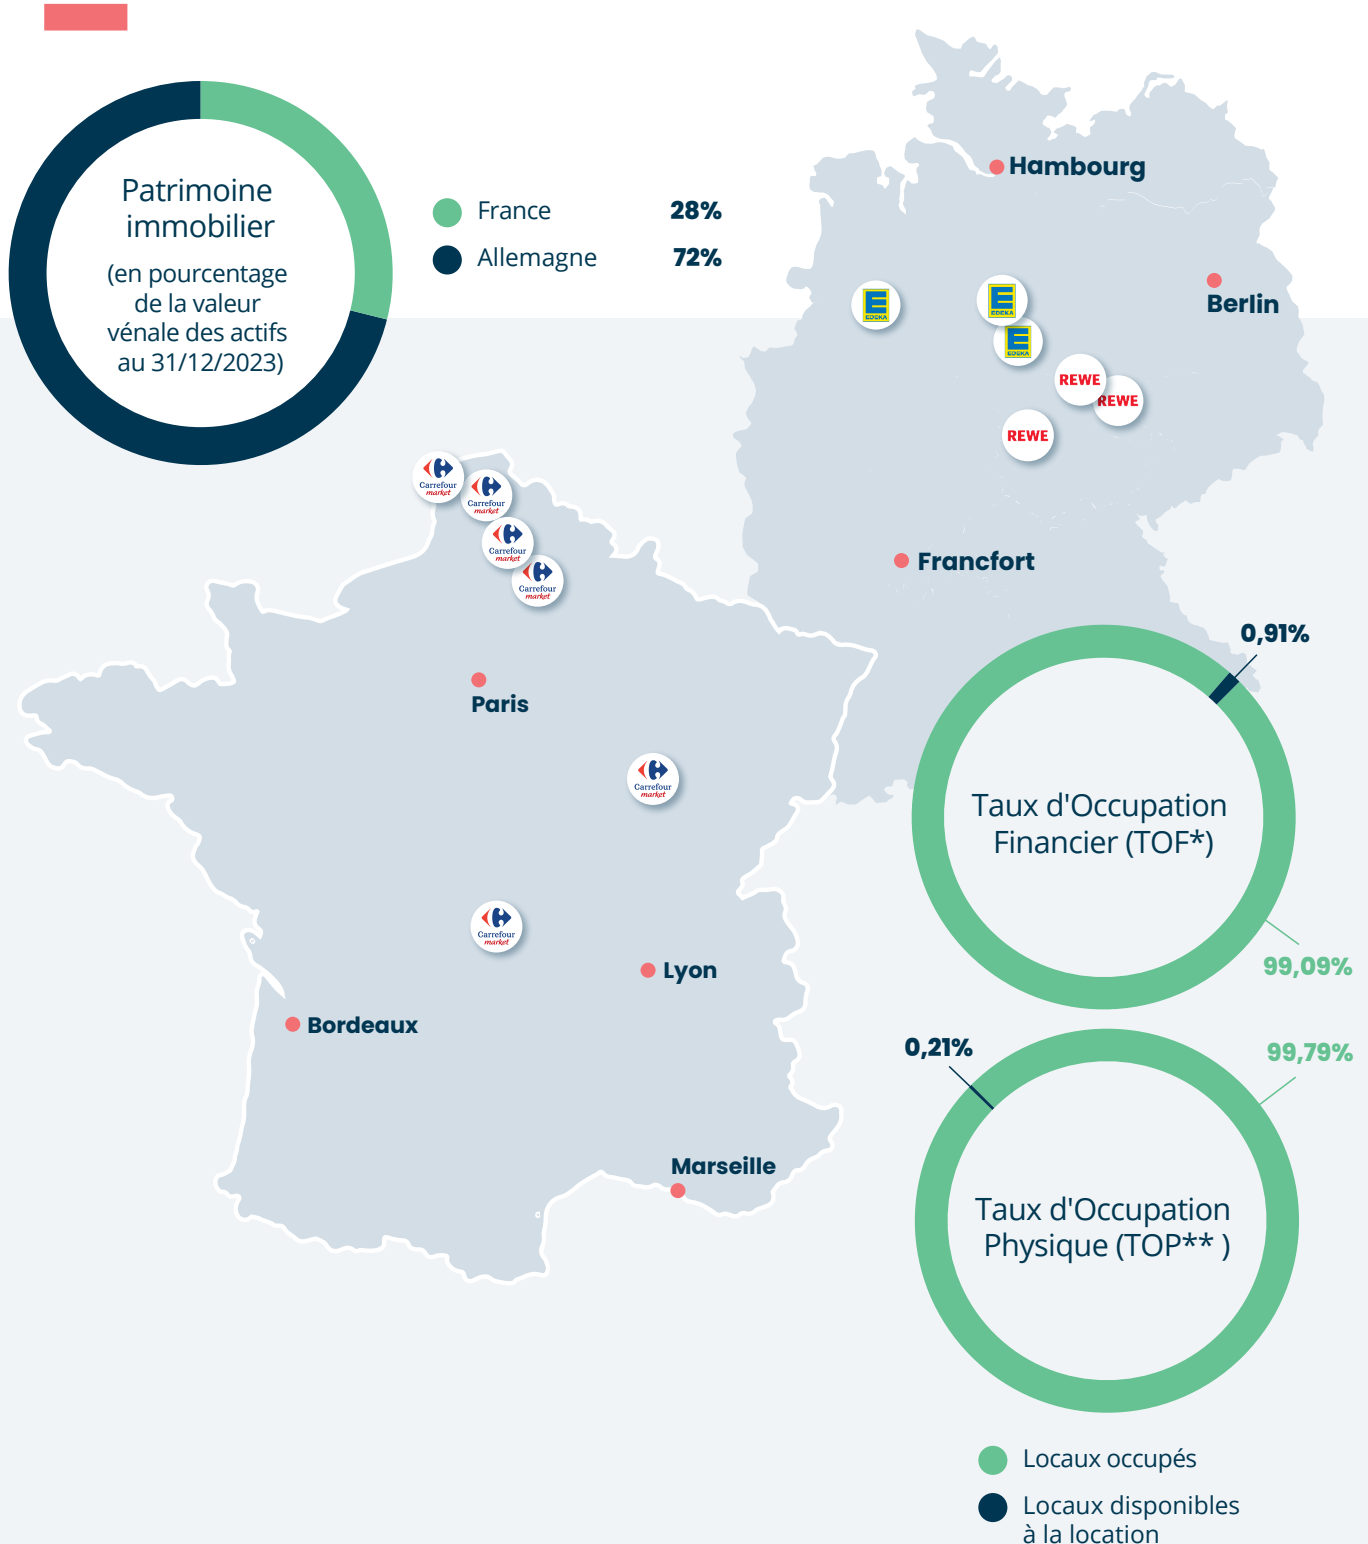 Patrimoine
immobilier
(en pourcentage
de la valeur
vénale des actifs
au 31/12/2023)
France 28%
Allemagne 72%
Hambourg
Berlin
EDEKA
EDEKA
EDEKA
REWE
REWE
REWE
Francfort
Carrefour
market
Carrefour
market
Carrefour
market
Carrefour
market
Paris
Carrefour
market
Carrefour
market
Lyon
Bordeaux
Marseille
0,91%
Taux d'Occupation
Financier (TOF*)
99,09%
0,21%
99,79%
Taux d'Occupation
Physique (TOP** )
Locaux occupés
Locaux disponibles
à la location